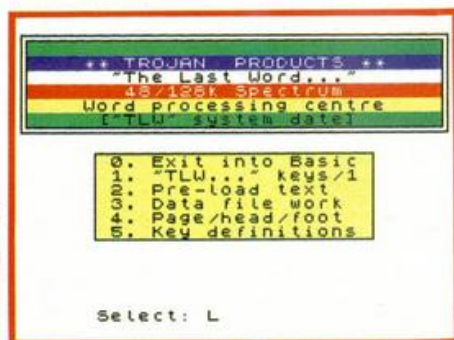 ** TROJAN PRODUCTS **
"The Last Word..."
48/128k Spectrum
Word processing centre
["TLW" system date]
0. Exit into Basic
1. "TLW..." keys/1
2. Pre-load text
3. Data file work
4. Page/head/foot
5. Key definitions
Select: L